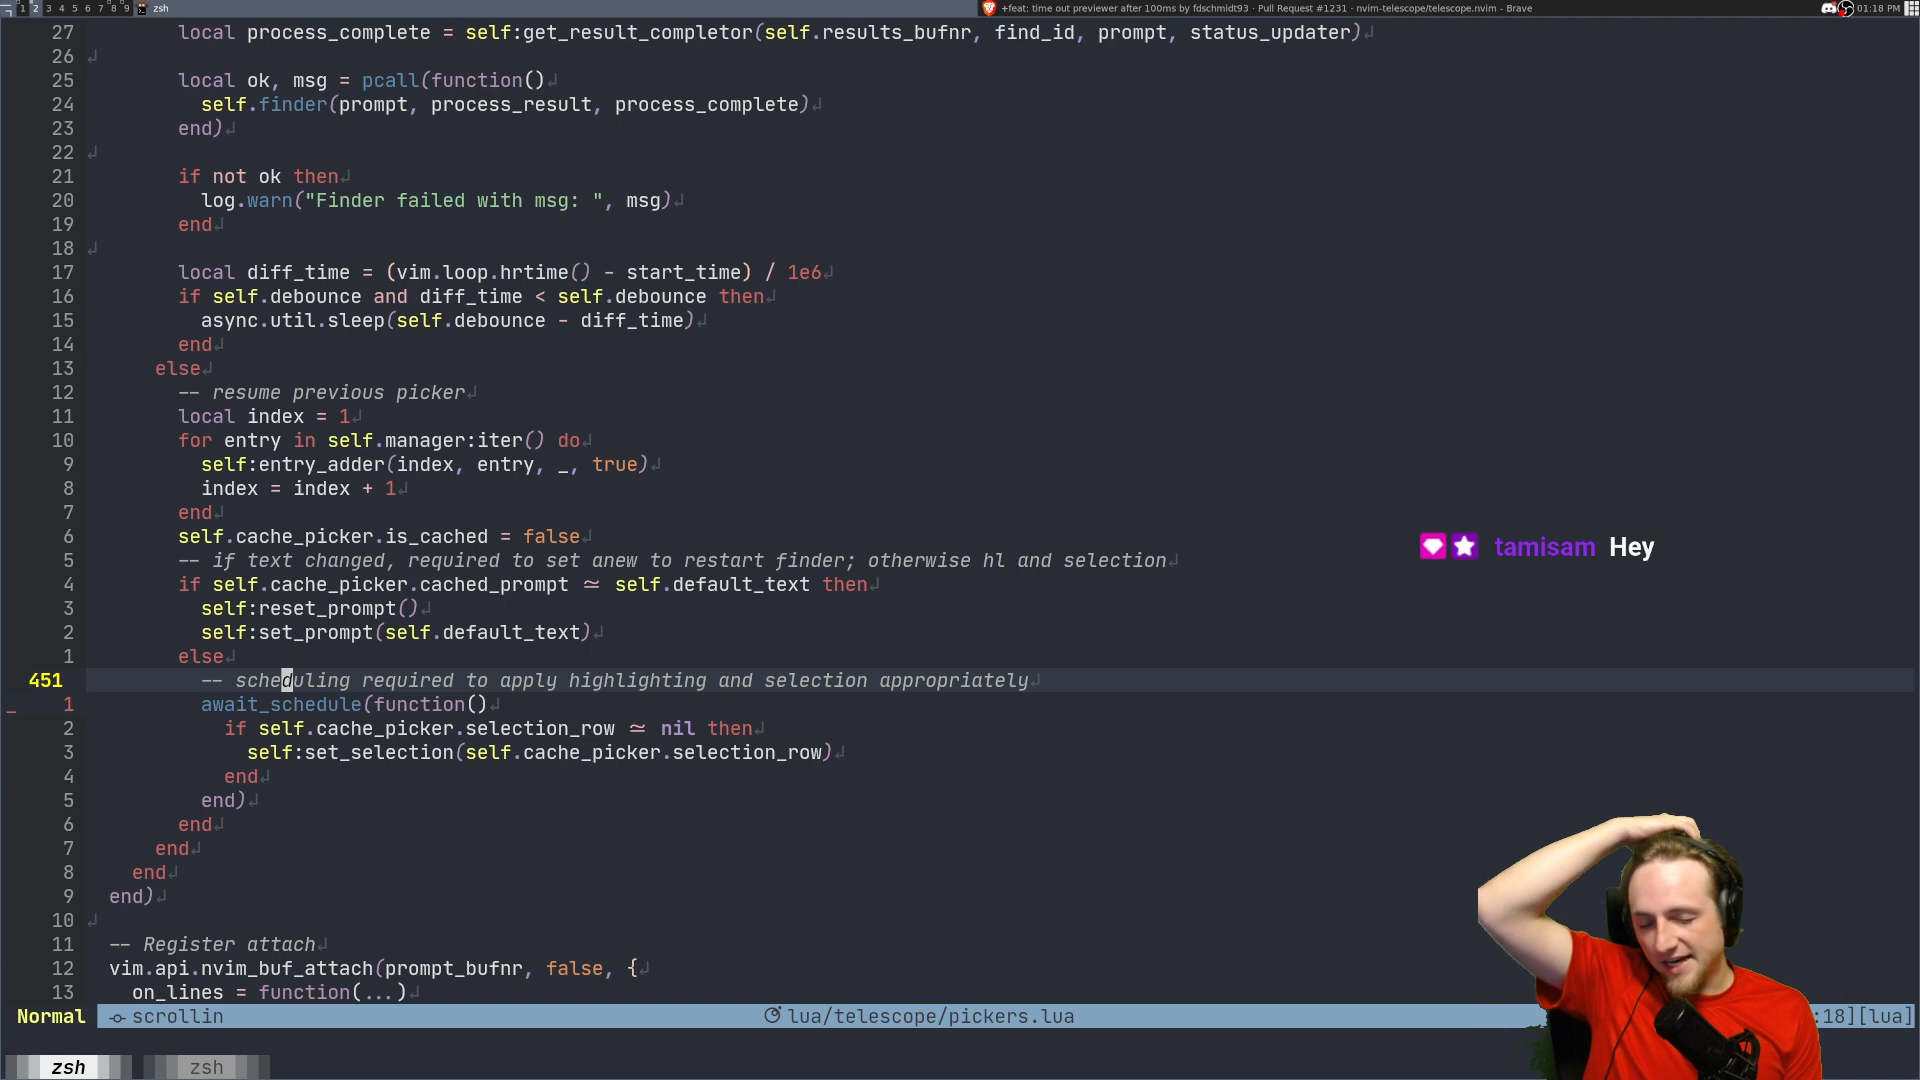 1 2 3 4 5 6 7 8 9 zsh
+feat: time out previewer after 100ms by fdschmidt93 · Pull Request #1231 · nvim-telescope/telescope.nvim - Brave
01:18 PM
27 local process_complete = self:get_result_completor(self.results_bufnr, find_id, prompt, status_updater)↲
26 ↲
25 local ok, msg = pcall(function()↲
24 self.finder(prompt, process_result, process_complete)↲
23 end)↲
22 ↲
21 if not ok then↲
20 log.warn("Finder failed with msg: ", msg)↲
19 end↲
18 ↲
17 local diff_time = (vim.loop.hrtime() - start_time) / 1e6↲
16 if self.debounce and diff_time < self.debounce then↲
15 async.util.sleep(self.debounce - diff_time)↲
14 end↲
13 else↲
12 -- resume previous picker↲
11 local index = 1↲
10 for entry in self.manager:iter() do↲
9 self:entry_adder(index, entry, _, true)↲
8 index = index + 1↲
7 end↲
6 self.cache_picker.is_cached = false↲
5 -- if text changed, required to set anew to restart finder; otherwise hl and selection↲
4 if self.cache_picker.cached_prompt ≃ self.default_text then↲
3 self:reset_prompt()↲
2 self:set_prompt(self.default_text)↲
1 else↲
451 -- scheduling required to apply highlighting and selection appropriately↲
1 await_schedule(function()↲
2 if self.cache_picker.selection_row ≃ nil then↲
3 self:set_selection(self.cache_picker.selection_row)↲
4 end↲
5 end)↲
6 end↲
7 end↲
8 end↲
9 end)↲
10 ↲
11 -- Register attach↲
12 vim.api.nvim_buf_attach(prompt_bufnr, false, {↲
13 on_lines = function(...)↲
tamisam Hey
Normal scrollin lua/telescope/pickers.lua :18][lua]
zsh zsh